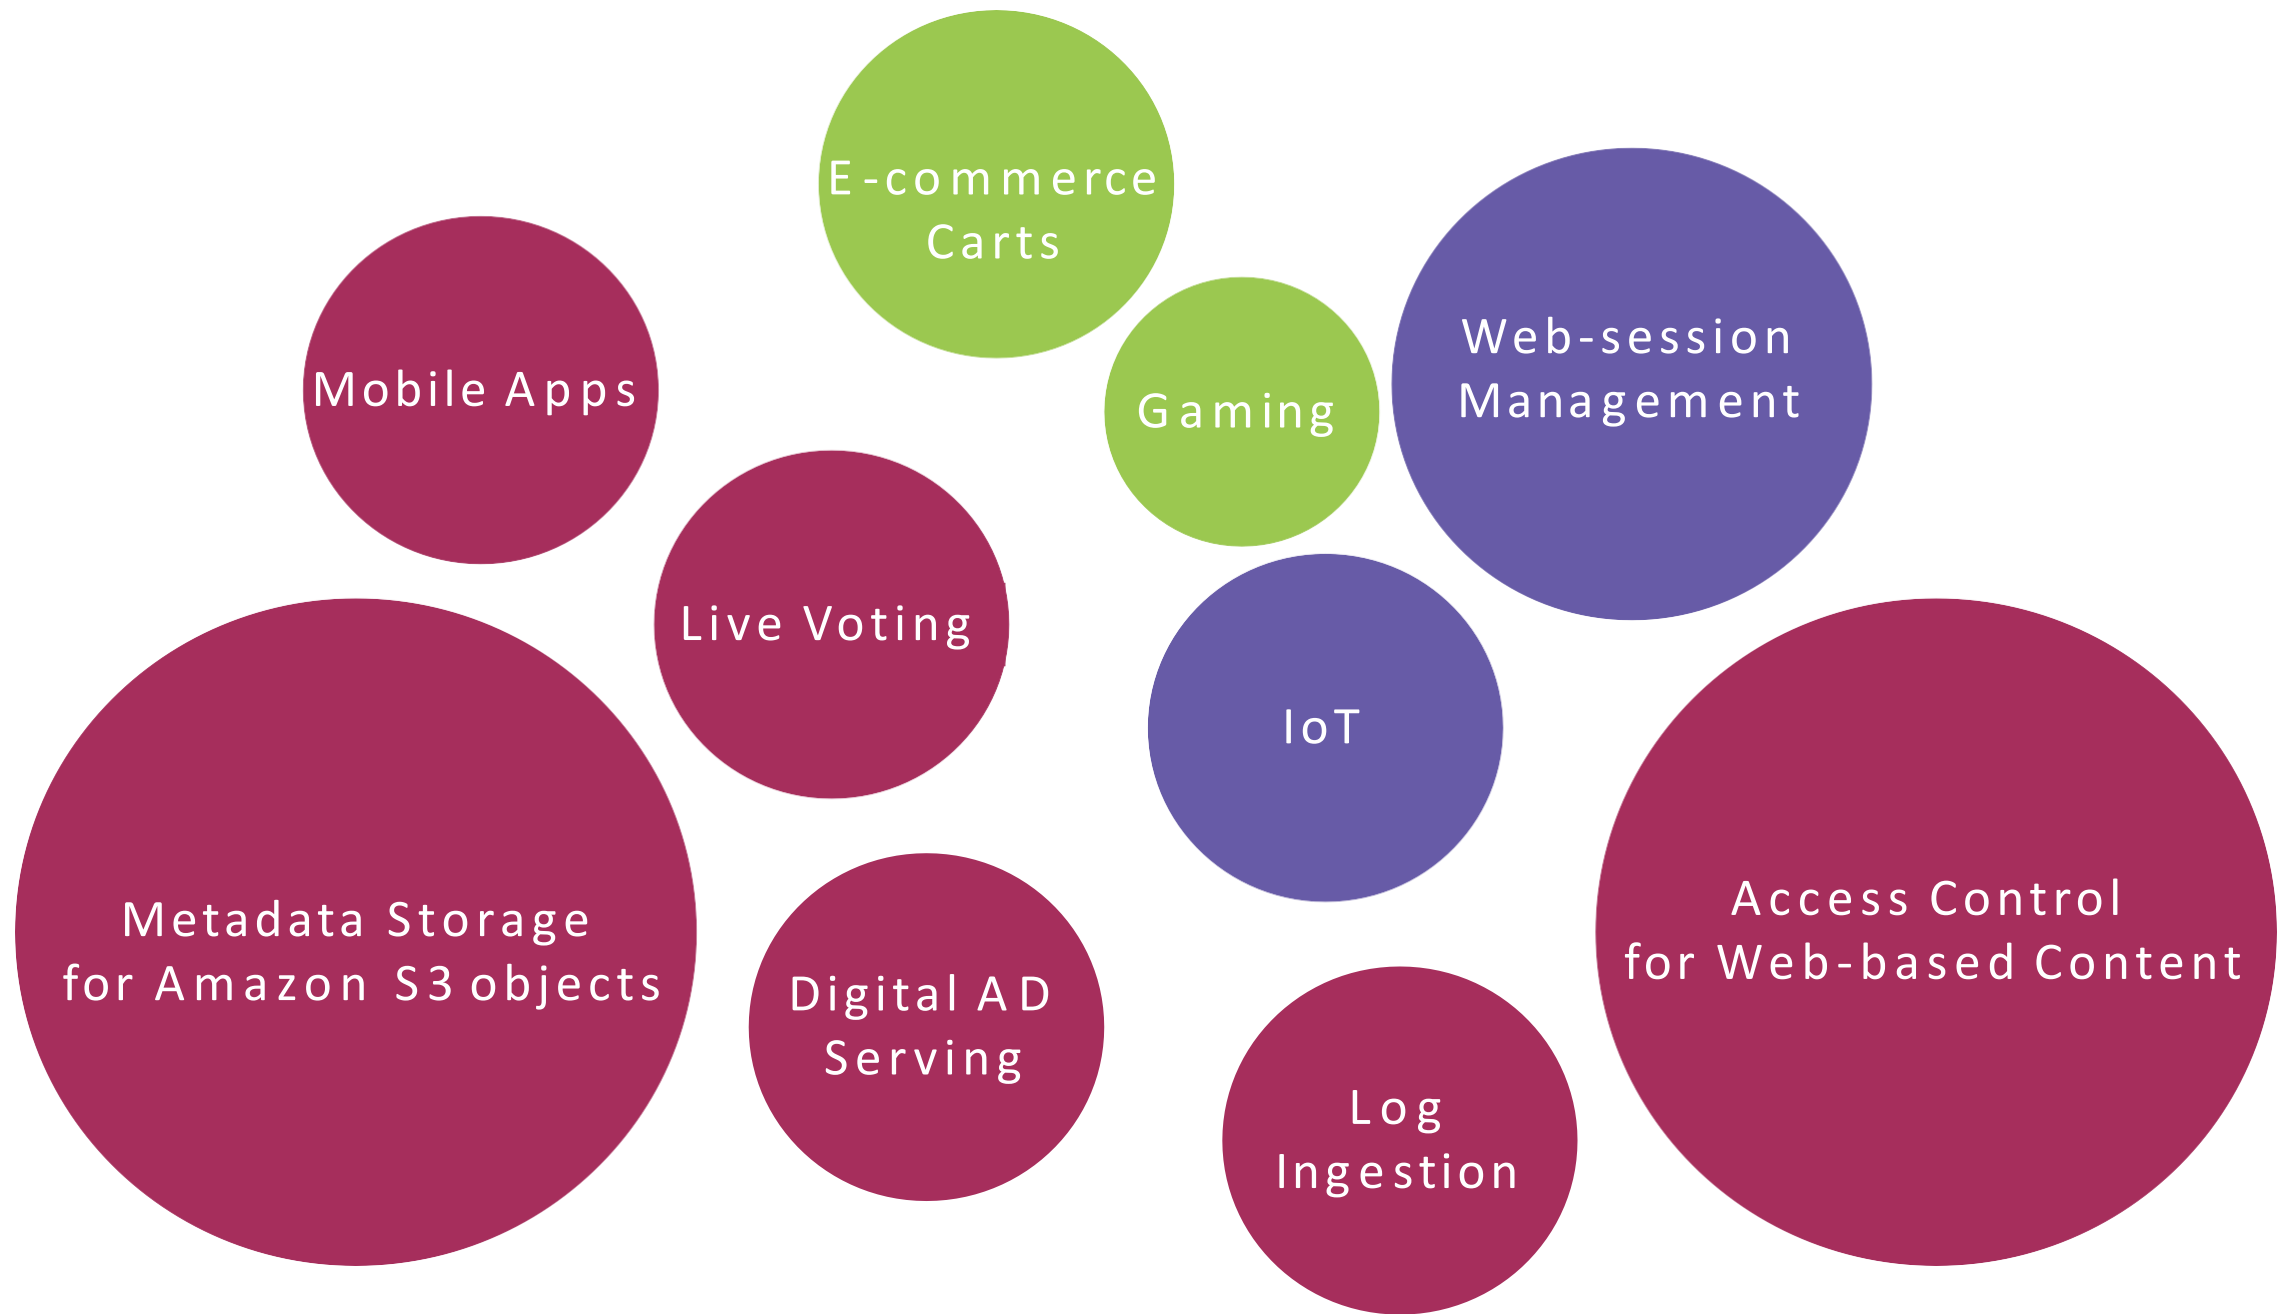 E-commerce
Carts
Mobile Apps
Gaming
Web-session
Management
Live Voting
IoT
Metadata Storage
for Amazon S3 objects
Digital AD
Serving
Log
Ingestion
Access Control
for Web-based Content